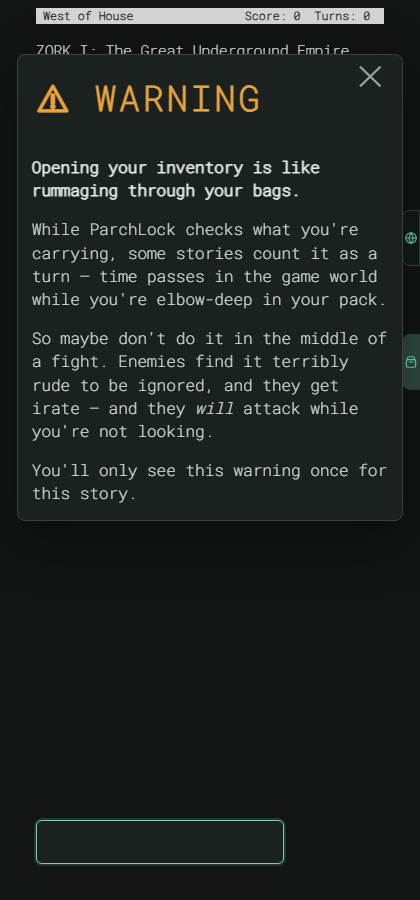 West of House Score: 0 Turns: 0
ZORK I: The Great Underground Empire
WARNING
Opening your inventory is like
rummaging through your bags.
While ParchLock checks what you're
carrying, some stories count it as a
turn — time passes in the game world
while you're elbow-deep in your pack.
So maybe don't do it in the middle of
a fight. Enemies find it terribly
rude to be ignored, and they get
irate — and they will attack while
you're not looking.
You'll only see this warning once for
this story.